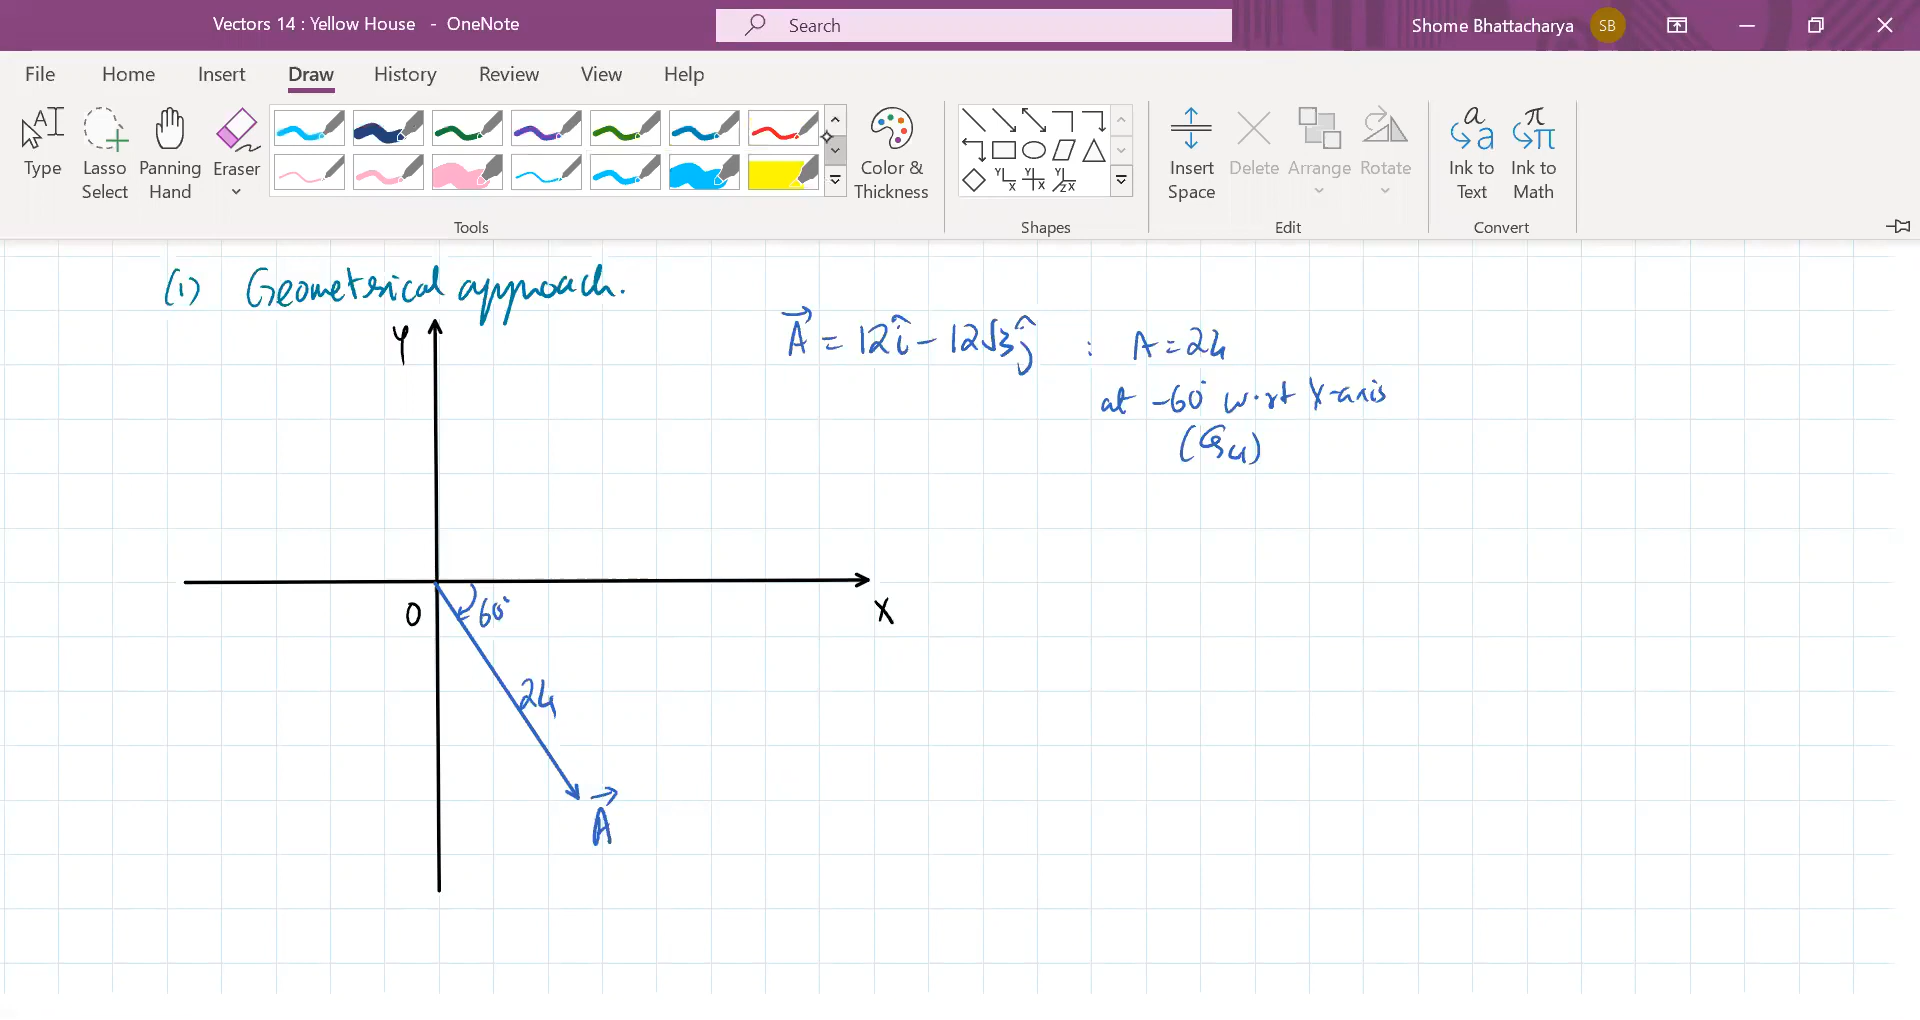 Vectors 14 : Yellow House - OneNote
Search
Shome Bhattacharya
SB
File Home Insert Draw History Review View Help
Type
Lasso Select
Panning Hand
Eraser
Color & Thickness
Insert Space
Delete
Arrange
Rotate
Ink to Text
Ink to Math
Tools
Shapes
Edit
Convert
(1) Geometrical approach.
A⃗ = 12î - 12√3ĵ : A = 24
at -60° w.r.t X-axis
(Q4)
Y
O
X
60°
24
A⃗